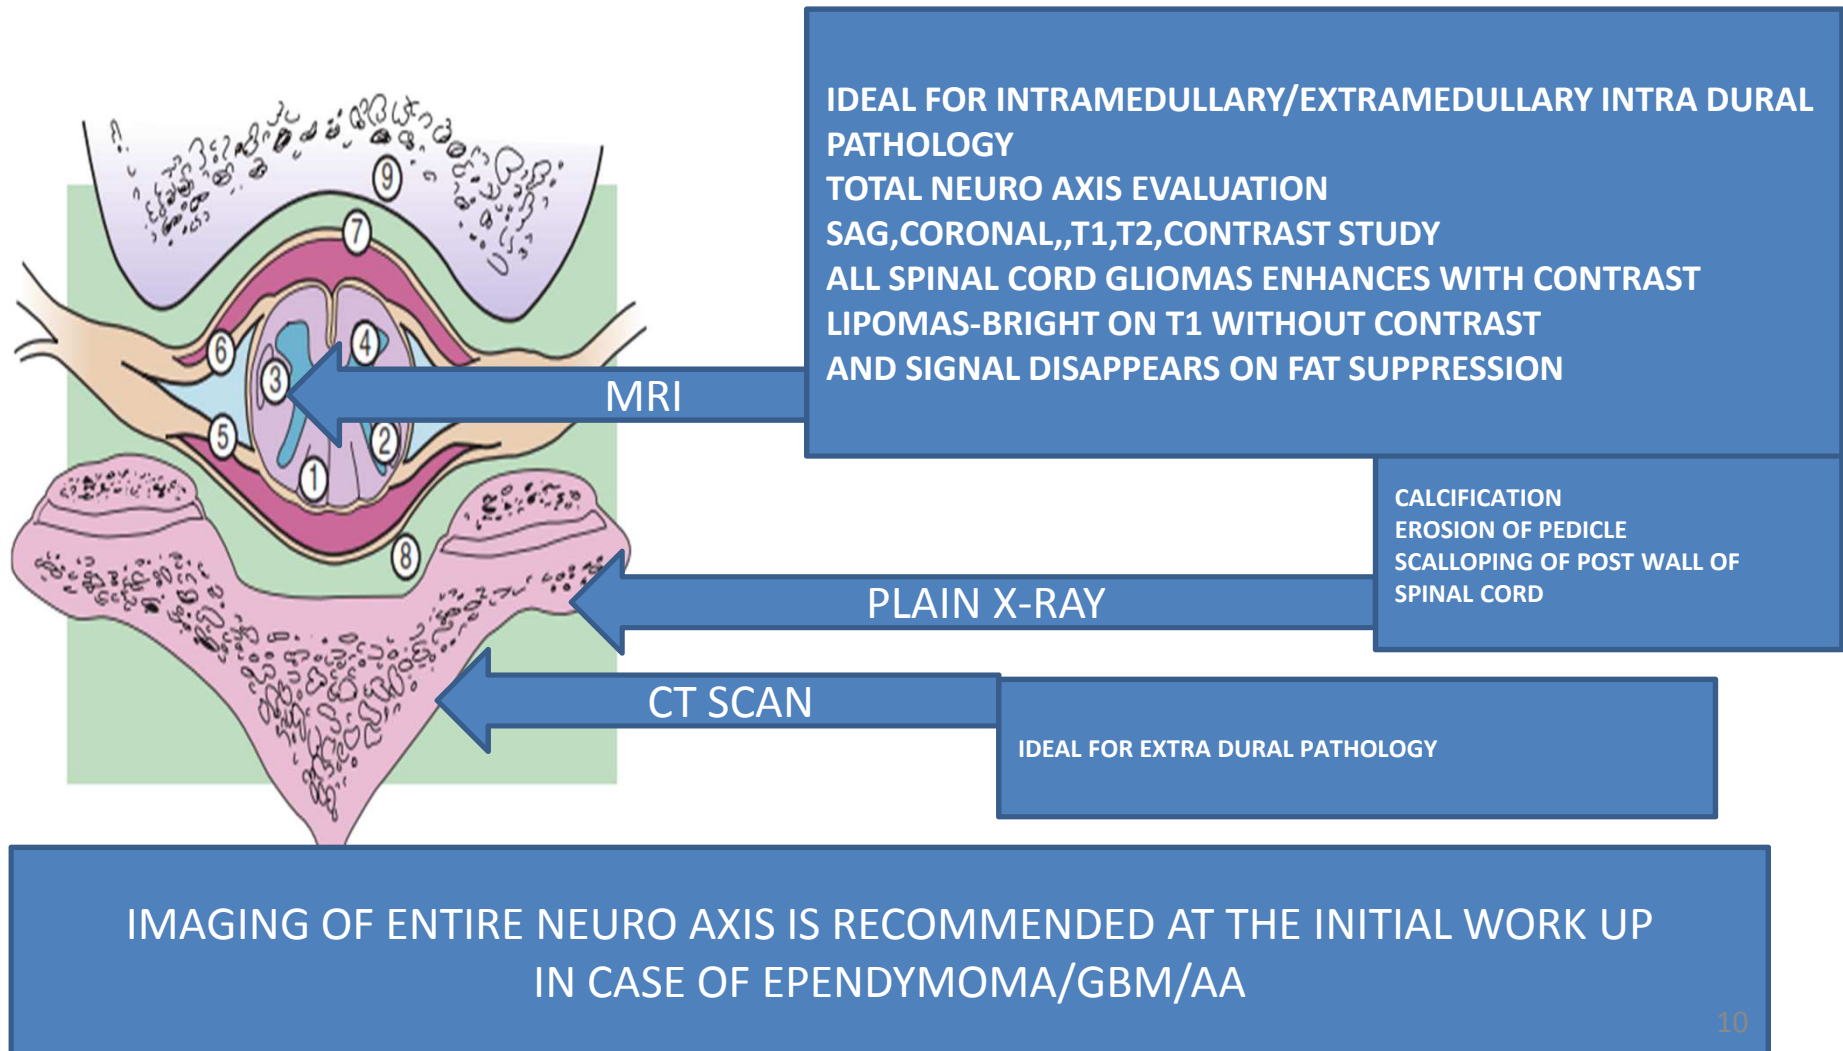 IDEAL FOR INTRAMEDULLARY/EXTRAMEDULLARY INTRA DURAL
PATHOLOGY
TOTAL NEURO AXIS EVALUATION
SAG,CORONAL,,T1,T2,CONTRAST STUDY
ALL SPINAL CORD GLIOMAS ENHANCES WITH CONTRAST
LIPOMAS-BRIGHT ON T1 WITHOUT CONTRAST
AND SIGNAL DISAPPEARS ON FAT SUPPRESSION
9
7
6
4
3
MRI
5
2
1
8
CALCIFICATION
EROSION OF PEDICLE
SCALLOPING OF POST WALL OF
SPINAL CORD
PLAIN X-RAY
CT SCAN
IDEAL FOR EXTRA DURAL PATHOLOGY
IMAGING OF ENTIRE NEURO AXIS IS RECOMMENDED AT THE INITIAL WORK UP
IN CASE OF EPENDYMOMA/GBM/AA
10